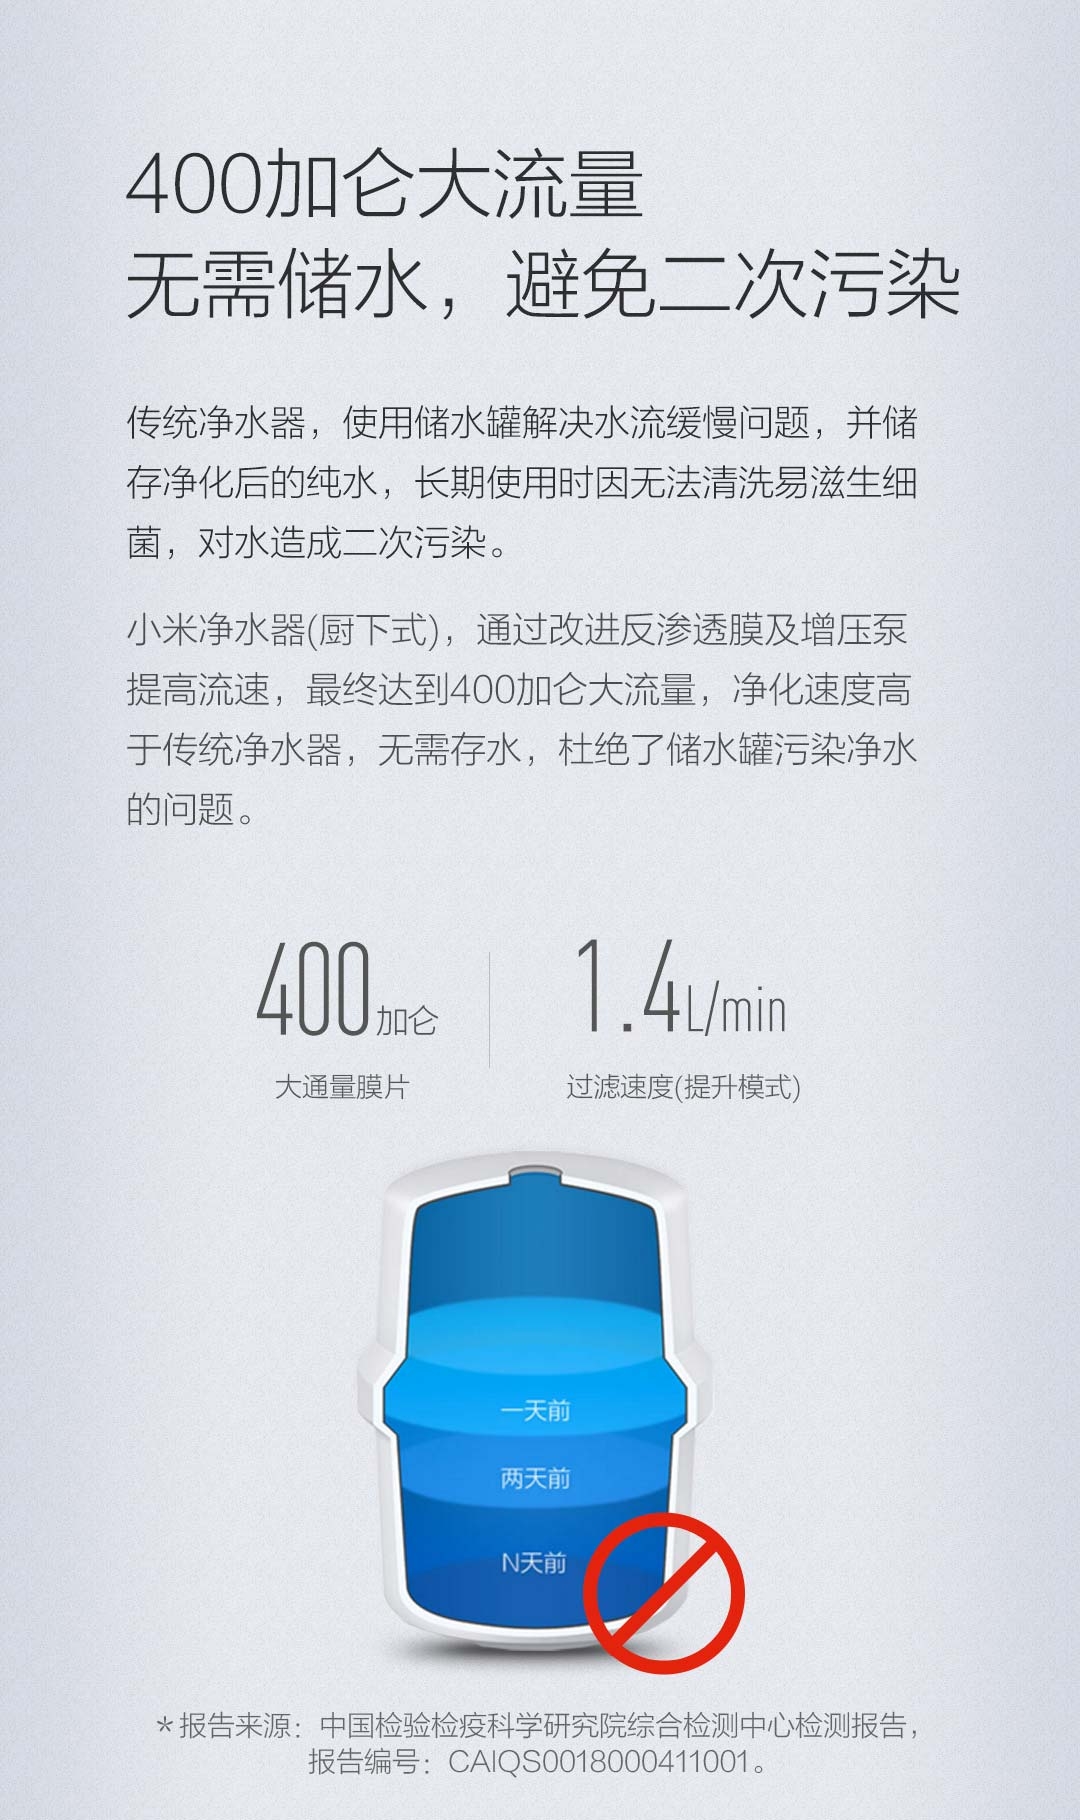 400加仑大流量
无需储水，避免二次污染
传统净水器，使用储水罐解决水流缓慢问题，并储
存净化后的纯水，长期使用时因无法清洗易滋生细
菌，对水造成二次污染。
小米净水器(厨下式)，通过改进反渗透膜及增压泵
提高流速，最终达到400加仑大流量，净化速度高
于传统净水器，无需存水，杜绝了储水罐污染净水
的问题。
400加仑
大通量膜片
1.4L/min
过滤速度(提升模式)
一天前
两天前
N天前
＊报告来源：中国检验检疫科学研究院综合检测中心检测报告，
报告编号：CAIQS0018000411001。